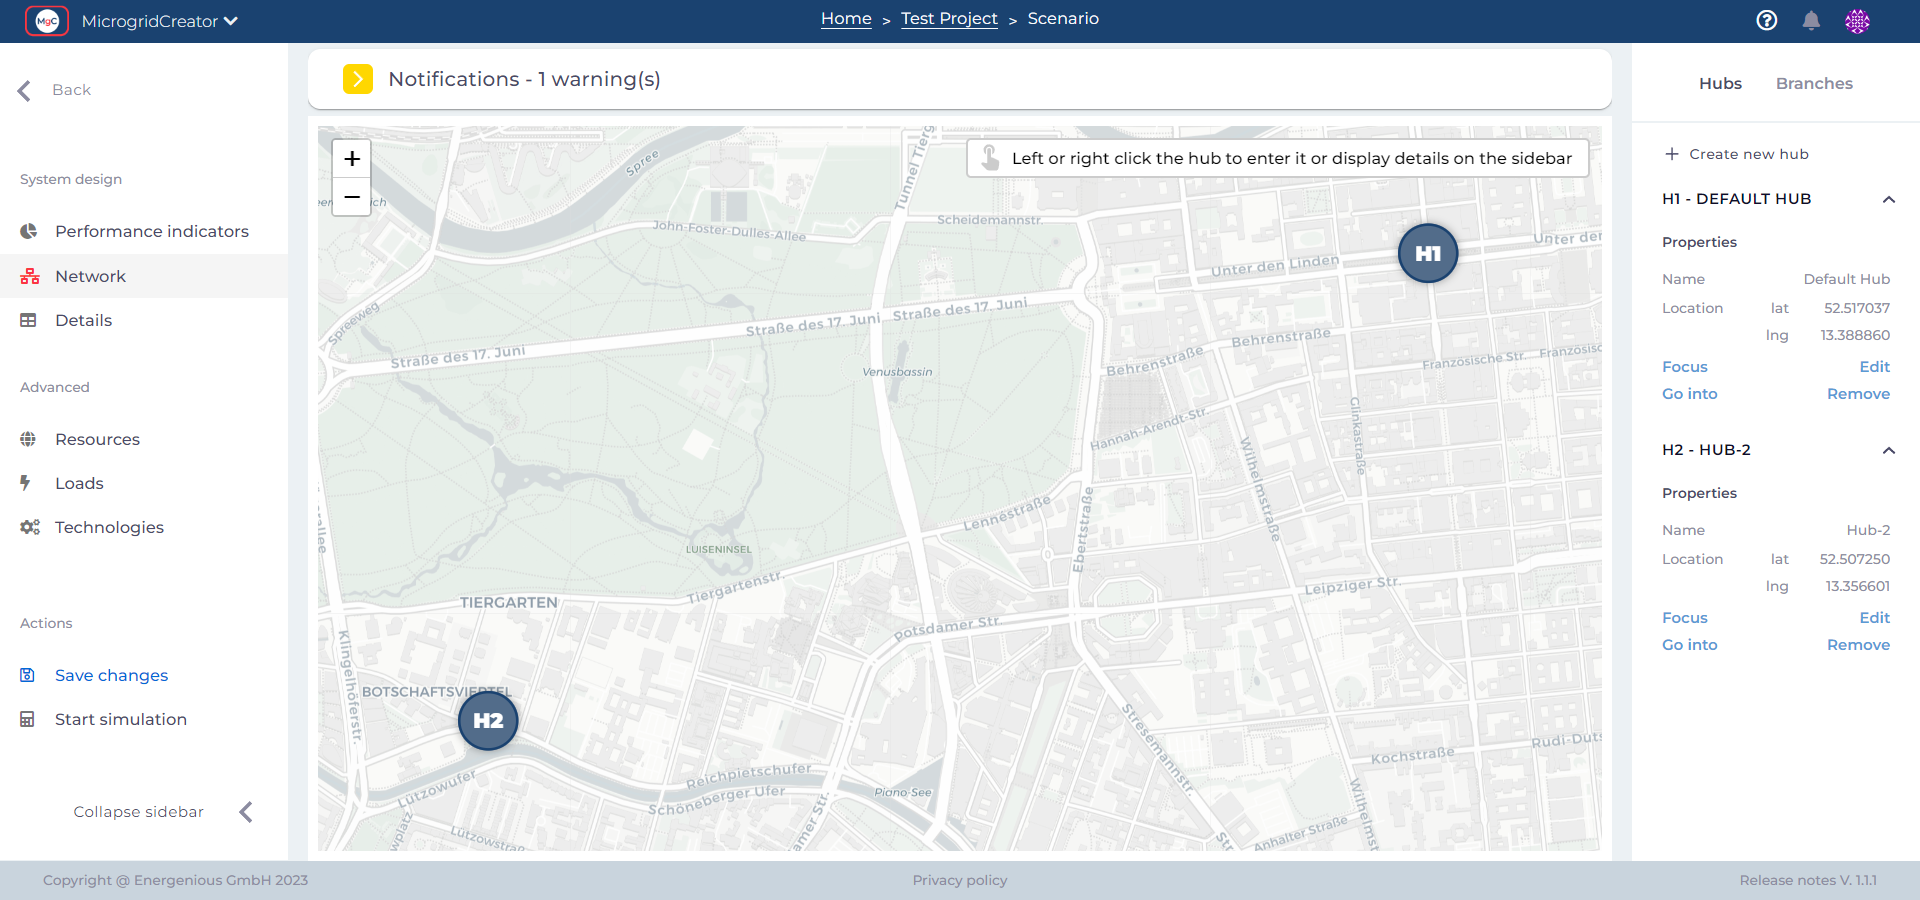 MgC MicrogridCreator
Home > Test Project > Scenario
Back
System design
Performance indicators
Network
Details
Advanced
Resources
Loads
Technologies
Actions
Save changes
Start simulation
Collapse sidebar
Notifications - 1 warning(s)
+
−
Left or right click the hub to enter it or display details on the sidebar
Spree
Tunnel Tierg
John-Foster-Dulles-Allee
Scheidemannstr.
H1
Unter der
Unter den Linden
Spreeweg
Straße des 17. Juni
Straße des 17. Juni
Straße des 17. Juni
Venusbassin
Behrenstraße
Behrenstraße
Französische Str.
Französisc
Glinkastraße
Hannah-Arendt-Str.
Wilhelmstraße
Lennéstraße
Ebertstraße
LUISENINSEL
Tiergartenstr.
TIERGARTEN
Leipziger Str.
Potsdamer Str.
Klingelhöferstr.
BOTSCHAFTSVIERTEL
H2
Stresemannstr.
Kochstraße
Rudi-Duts
Reichpietschufer
Lützowufer
Schöneberger Ufer
Piano-See
Wilhelmst
Lützowstra
wplatz
amer Str.
Anhalter Straße
Str
Hubs Branches
+ Create new hub
H1 - DEFAULT HUB
Properties
Name Default Hub
Location lat 52.517037
lng 13.388860
Focus Edit
Go into Remove
H2 - HUB-2
Properties
Name Hub-2
Location lat 52.507250
lng 13.356601
Focus Edit
Go into Remove
Copyright @ Energenious GmbH 2023
Privacy policy
Release notes V. 1.1.1